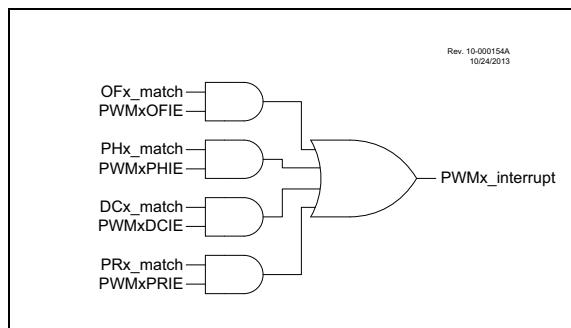 Rev. 10-000154A
10/24/2013
OFx_match
PWMxOFIE
PHx_match
PWMxPHIE
DCx_match
PWMxDCIE
PRx_match
PWMxPRIE
PWMx_interrupt